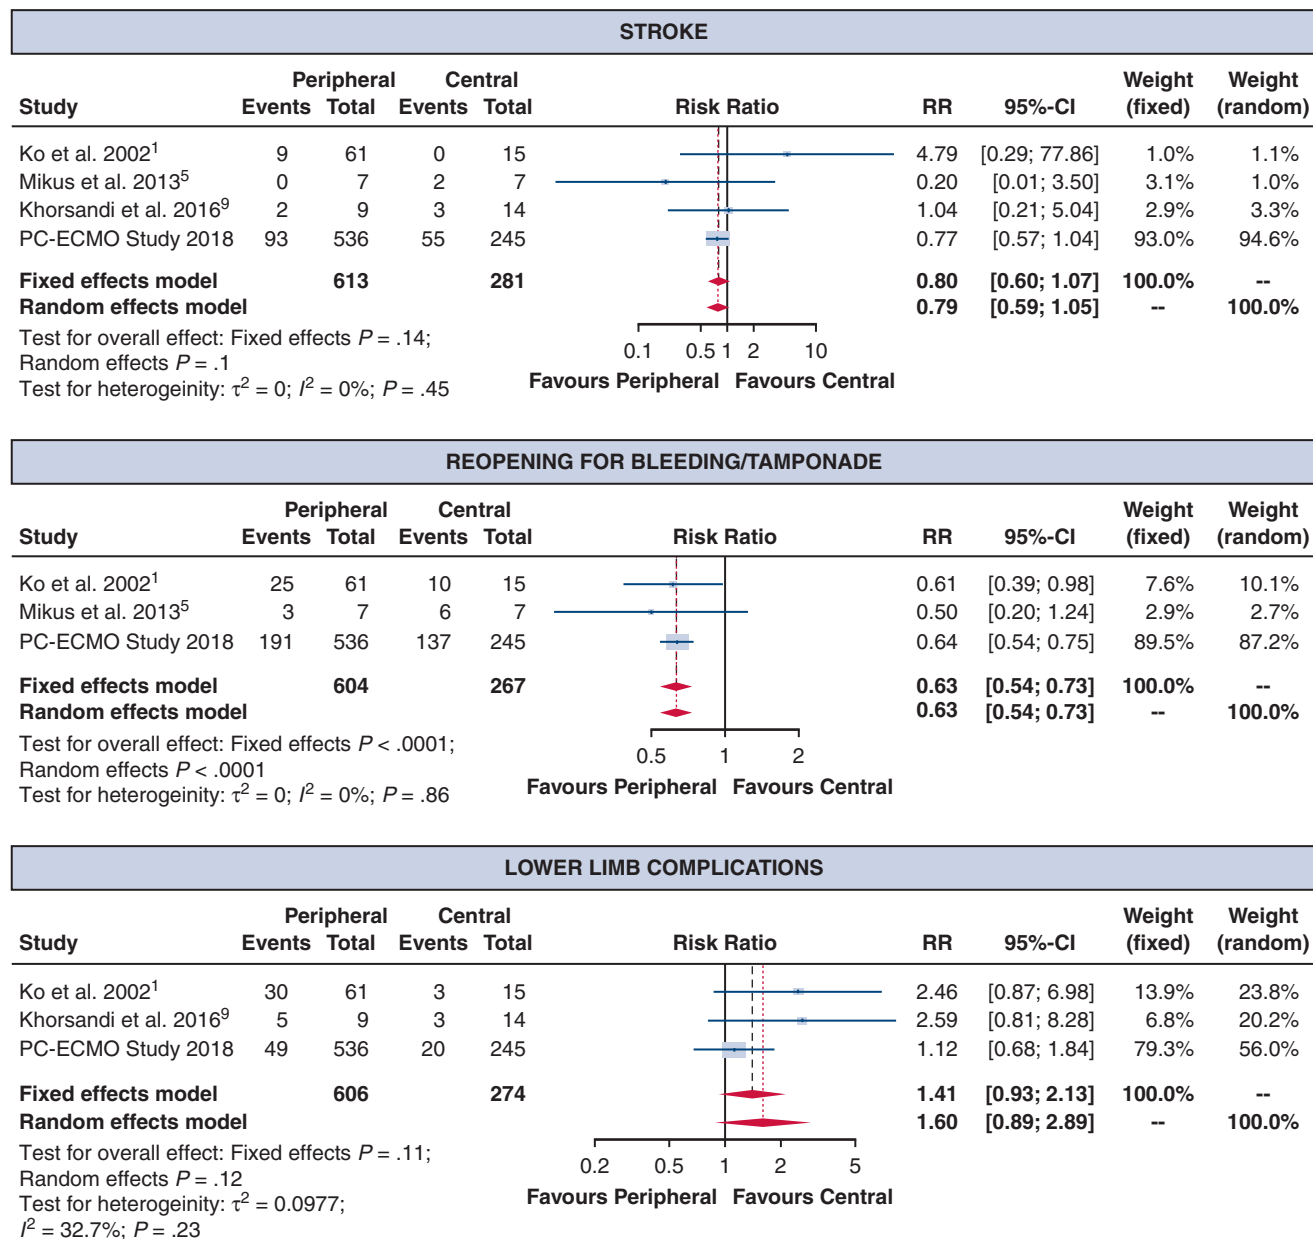 STROKE
Peripheral Central Weight Weight
Study Events Total Events Total Risk Ratio RR 95%-CI (fixed) (random)
Ko et al. 2002¹ 9 61 0 15 4.79 [0.29; 77.86] 1.0% 1.1%
Mikus et al. 2013⁵ 0 7 2 7 0.20 [0.01; 3.50] 3.1% 1.0%
Khorsandi et al. 2016⁹ 2 9 3 14 1.04 [0.21; 5.04] 2.9% 3.3%
PC-ECMO Study 2018 93 536 55 245 0.77 [0.57; 1.04] 93.0% 94.6%
Fixed effects model 613 281 0.80 [0.60; 1.07] 100.0% --
Random effects model 0.79 [0.59; 1.05] -- 100.0%
Test for overall effect: Fixed effects P = .14;
Random effects P = .1
Test for heterogeinity: τ² = 0; I² = 0%; P = .45
0.1 0.5 1 2 10
Favours Peripheral Favours Central
REOPENING FOR BLEEDING/TAMPONADE
Peripheral Central Weight Weight
Study Events Total Events Total Risk Ratio RR 95%-CI (fixed) (random)
Ko et al. 2002¹ 25 61 10 15 0.61 [0.39; 0.98] 7.6% 10.1%
Mikus et al. 2013⁵ 3 7 6 7 0.50 [0.20; 1.24] 2.9% 2.7%
PC-ECMO Study 2018 191 536 137 245 0.64 [0.54; 0.75] 89.5% 87.2%
Fixed effects model 604 267 0.63 [0.54; 0.73] 100.0% --
Random effects model 0.63 [0.54; 0.73] -- 100.0%
Test for overall effect: Fixed effects P < .0001;
Random effects P < .0001
Test for heterogeinity: τ² = 0; I² = 0%; P = .86
0.5 1 2
Favours Peripheral Favours Central
LOWER LIMB COMPLICATIONS
Peripheral Central Weight Weight
Study Events Total Events Total Risk Ratio RR 95%-CI (fixed) (random)
Ko et al. 2002¹ 30 61 3 15 2.46 [0.87; 6.98] 13.9% 23.8%
Khorsandi et al. 2016⁹ 5 9 3 14 2.59 [0.81; 8.28] 6.8% 20.2%
PC-ECMO Study 2018 49 536 20 245 1.12 [0.68; 1.84] 79.3% 56.0%
Fixed effects model 606 274 1.41 [0.93; 2.13] 100.0% --
Random effects model 1.60 [0.89; 2.89] -- 100.0%
Test for overall effect: Fixed effects P = .11;
Random effects P = .12
Test for heterogeinity: τ² = 0.0977;
I² = 32.7%; P = .23
0.2 0.5 1 2 5
Favours Peripheral Favours Central